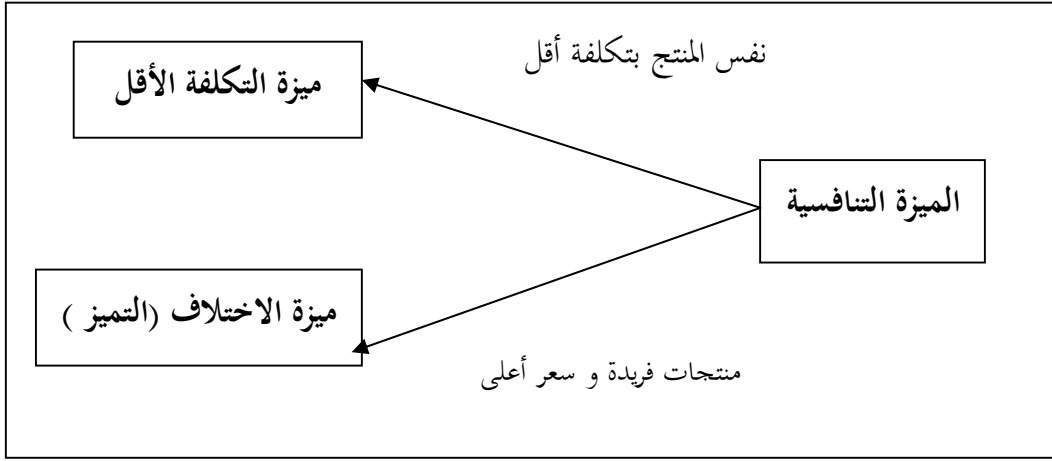 نفس المنتج بتكلفة أقل
ميزة التكلفة الأقل
الميزة التنافسية
ميزة الاختلاف (التميز )
منتجات فريدة و سعر أعلى